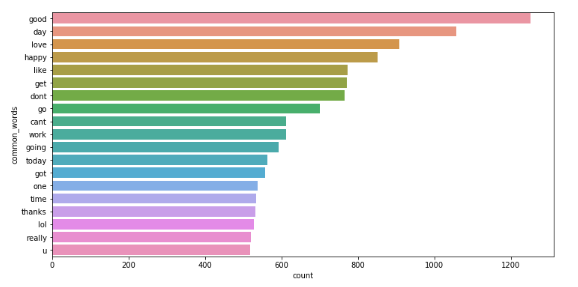 good
day
love
happy
like
get
dont
go
cant
work
going
today
got
one
time
thanks
lol
really
u
common_words
0 200 400 600 800 1000 1200
count